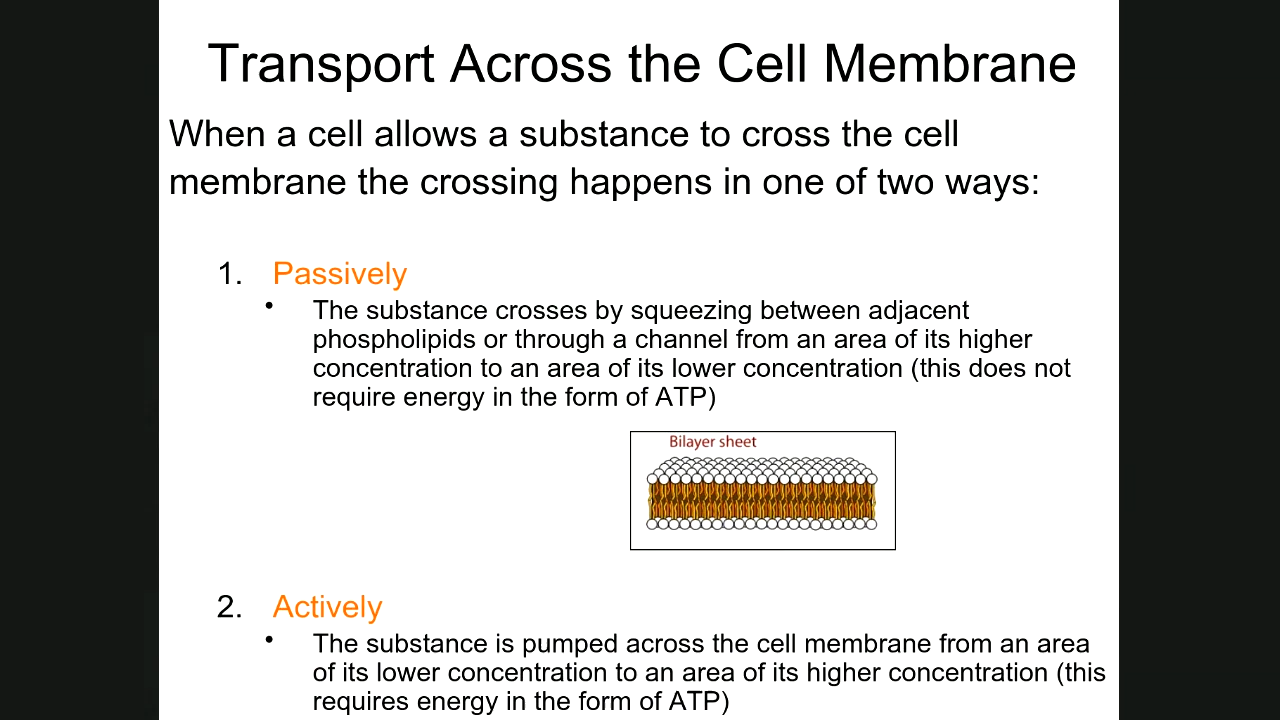 Transport Across the Cell Membrane
When a cell allows a substance to cross the cell
membrane the crossing happens in one of two ways:
1. Passively
• The substance crosses by squeezing between adjacent
phospholipids or through a channel from an area of its higher
concentration to an area of its lower concentration (this does not
require energy in the form of ATP)
Bilayer sheet
2. Actively
• The substance is pumped across the cell membrane from an area
of its lower concentration to an area of its higher concentration (this
requires energy in the form of ATP)